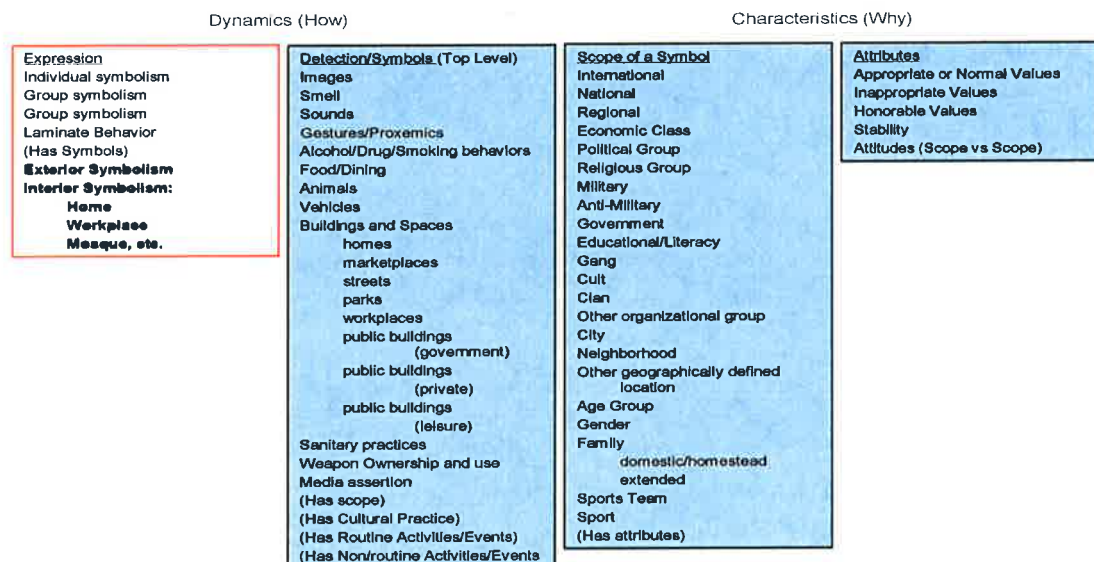 Dynamics (How)
Characteristics (Why)
Expression
Individual symbolism
Group symbolism
Group symbolism
Laminate Behavior
(Has Symbols)
Exterior Symbolism
Interior Symbolism:
Home
Workplace
Mosque, etc.
Detection/Symbols (Top Level)
Images
Smell
Sounds
Gestures/Proxemics
Alcohol/Drug/Smoking behaviors
Food/Dining
Animals
Vehicles
Buildings and Spaces
homes
marketplaces
streets
parks
workplaces
public buildings
(government)
public buildings
(private)
public buildings
(leisure)
Sanitary practices
Weapon Ownership and use
Media assertion
(Has scope)
(Has Cultural Practice)
(Has Routine Activities/Events)
(Has Non/routine Activities/Events
Scope of a Symbol
International
National
Regional
Economic Class
Political Group
Religious Group
Military
Anti-Military
Government
Educational/Literacy
Gang
Cult
Clan
Other organizational group
City
Neighborhood
Other geographically defined
location
Age Group
Gender
Family
domestic/homestead
extended
Sports Team
Sport
(Has attributes)
Attributes
Appropriate or Normal Values
Inappropriate Values
Honorable Values
Stability
Attitudes (Scope vs Scope)